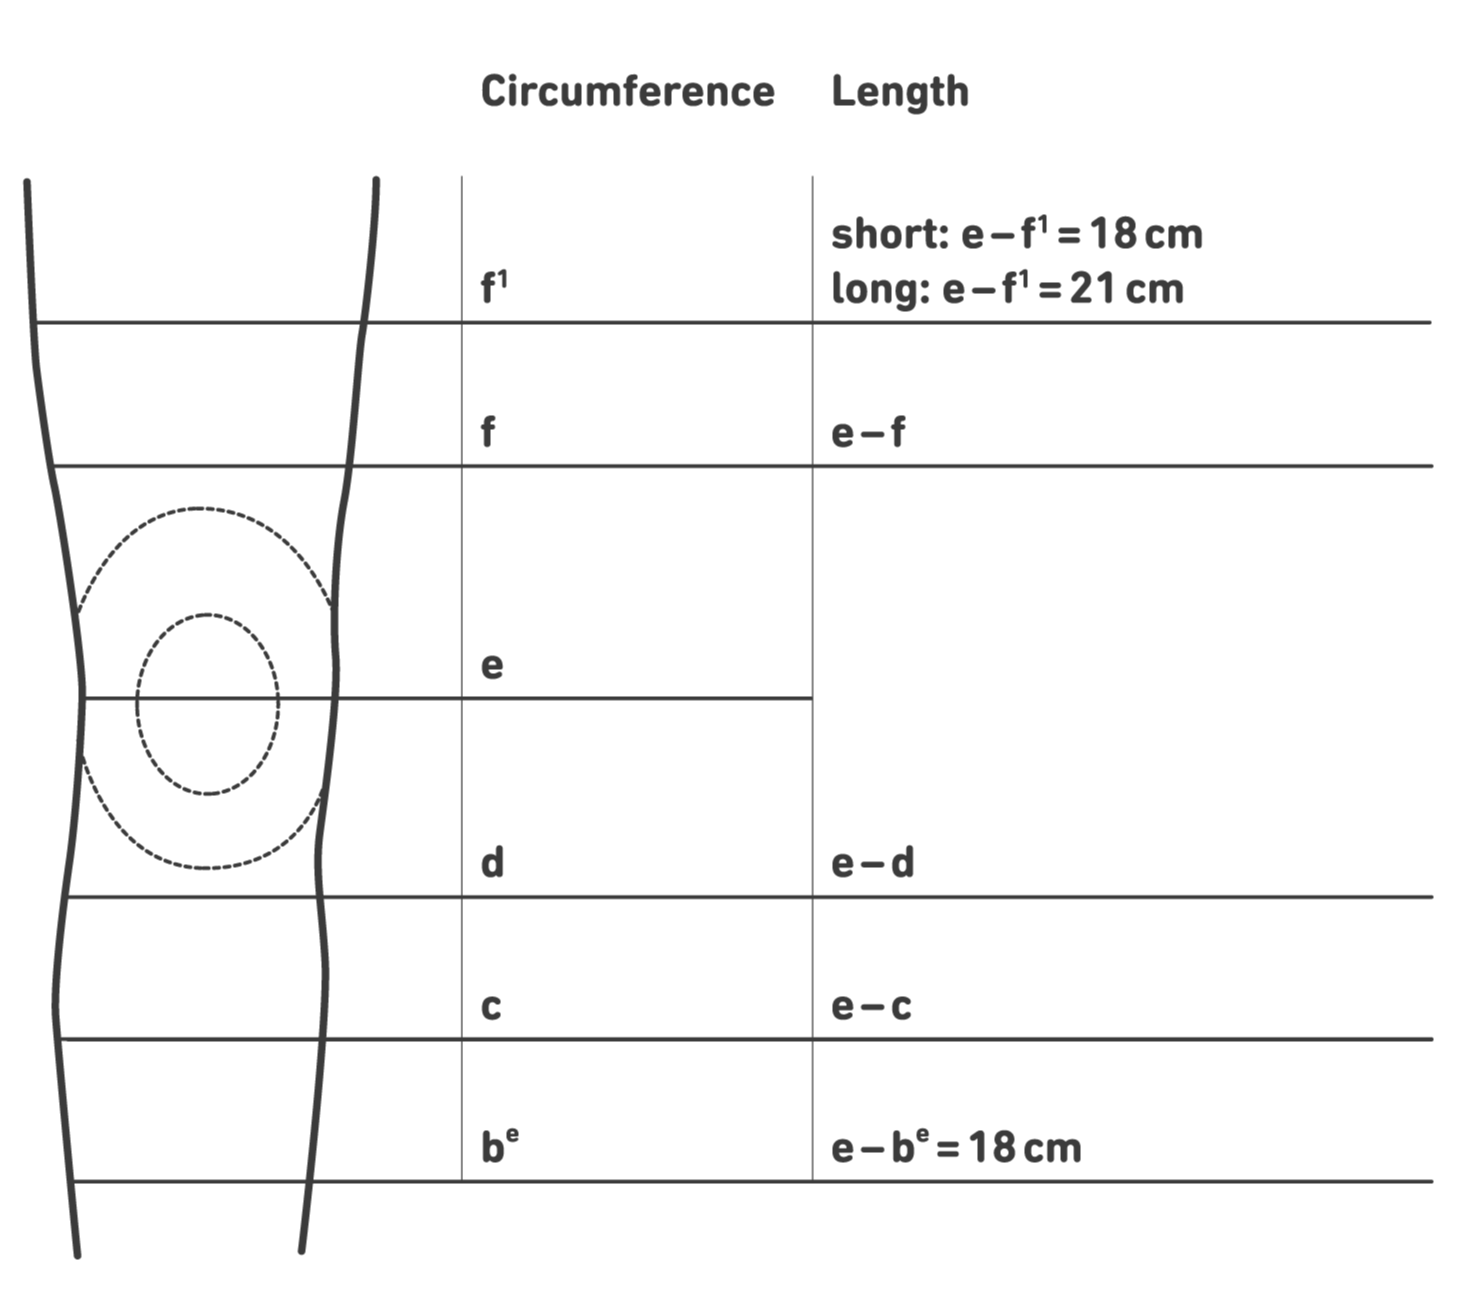 Circumference Length
short: e – f¹ = 18 cm
f¹ long: e – f¹ = 21 cm
f e – f
e
d e – d
c e – c
bᵉ e – bᵉ = 18 cm